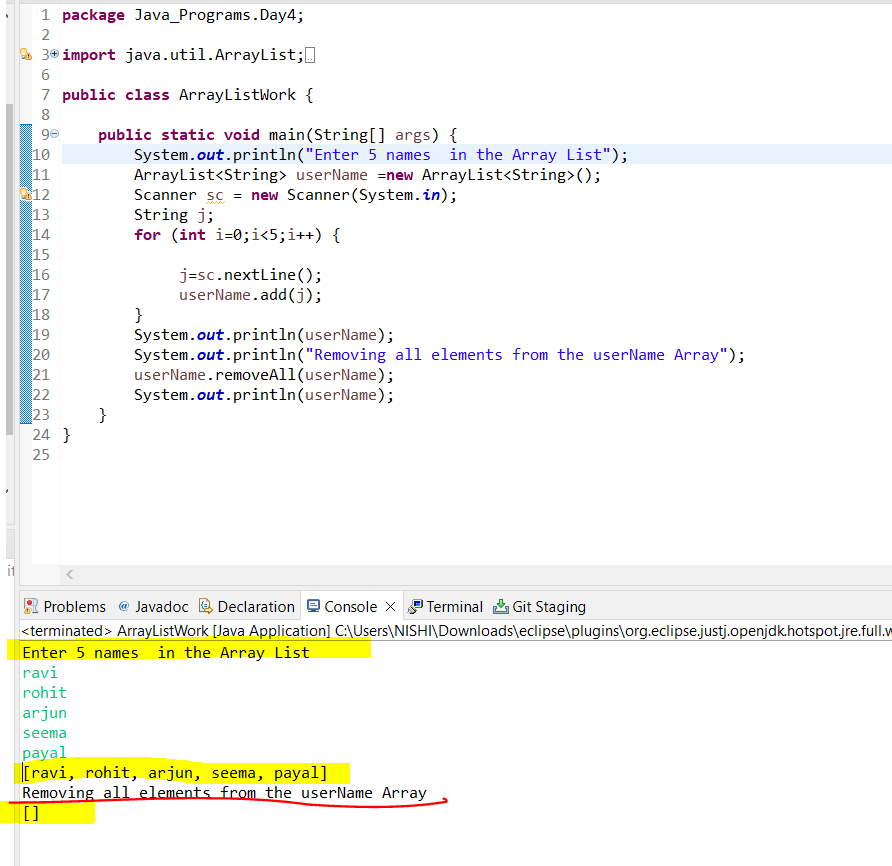 1 package Java_Programs.Day4;
2
3 import java.util.ArrayList;
6
7 public class ArrayListWork {
8
9 public static void main(String[] args) {
10 System.out.println("Enter 5 names  in the Array List");
11 ArrayList<String> userName =new ArrayList<String>();
12 Scanner sc = new Scanner(System.in);
13 String j;
14 for (int i=0;i<5;i++) {
15
16 j=sc.nextLine();
17 userName.add(j);
18 }
19 System.out.println(userName);
20 System.out.println("Removing all elements from the userName Array");
21 userName.removeAll(userName);
22 System.out.println(userName);
23 }
24 }
25
Problems @ Javadoc Declaration Console Terminal Git Staging
<terminated> ArrayListWork [Java Application] C:\Users\NISHI\Downloads\eclipse\plugins\org.eclipse.justj.openjdk.hotspot.jre.full.w
Enter 5 names  in the Array List
ravi
rohit
arjun
seema
payal
[ravi, rohit, arjun, seema, payal]
Removing all elements from the userName Array
[]